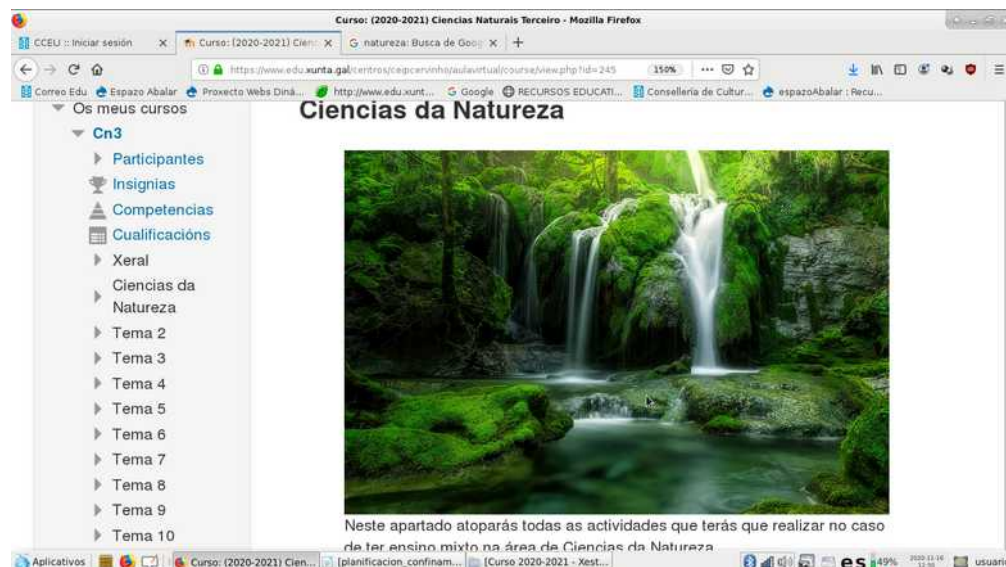 Curso: (2020-2021) Ciencias Naturais Terceiro - Mozilla Firefox
CCEU :: Iniciar sesión
Curso: (2020-2021) Cienc
natureza: Busca de Goog
https://www.edu.xunta.gal/centros/ceipcervinho/aulavirtual/course/view.php?id=245
150%
Correo Edu
Espazo Abalar
Proxecto Webs Diná...
http://www.edu.xunt...
Google
RECURSOS EDUCATI...
Consellería de Cultur...
espazoAbalar : Recu...
Os meus cursos
Cn3
Participantes
Insignias
Competencias
Cualificacións
Xeral
Ciencias da
Natureza
Tema 2
Tema 3
Tema 4
Tema 5
Tema 6
Tema 7
Tema 8
Tema 9
Tema 10
Ciencias da Natureza
Neste apartado atoparás todas as actividades que terás que realizar no caso
de ter ensino mixto na área de Ciencias da Natureza
Aplicativos
Curso: (2020-2021) Cien...
[planificacion_confinam...
[Curso 2020-2021 - Xest...
es
49%
2020-11-16
usuario